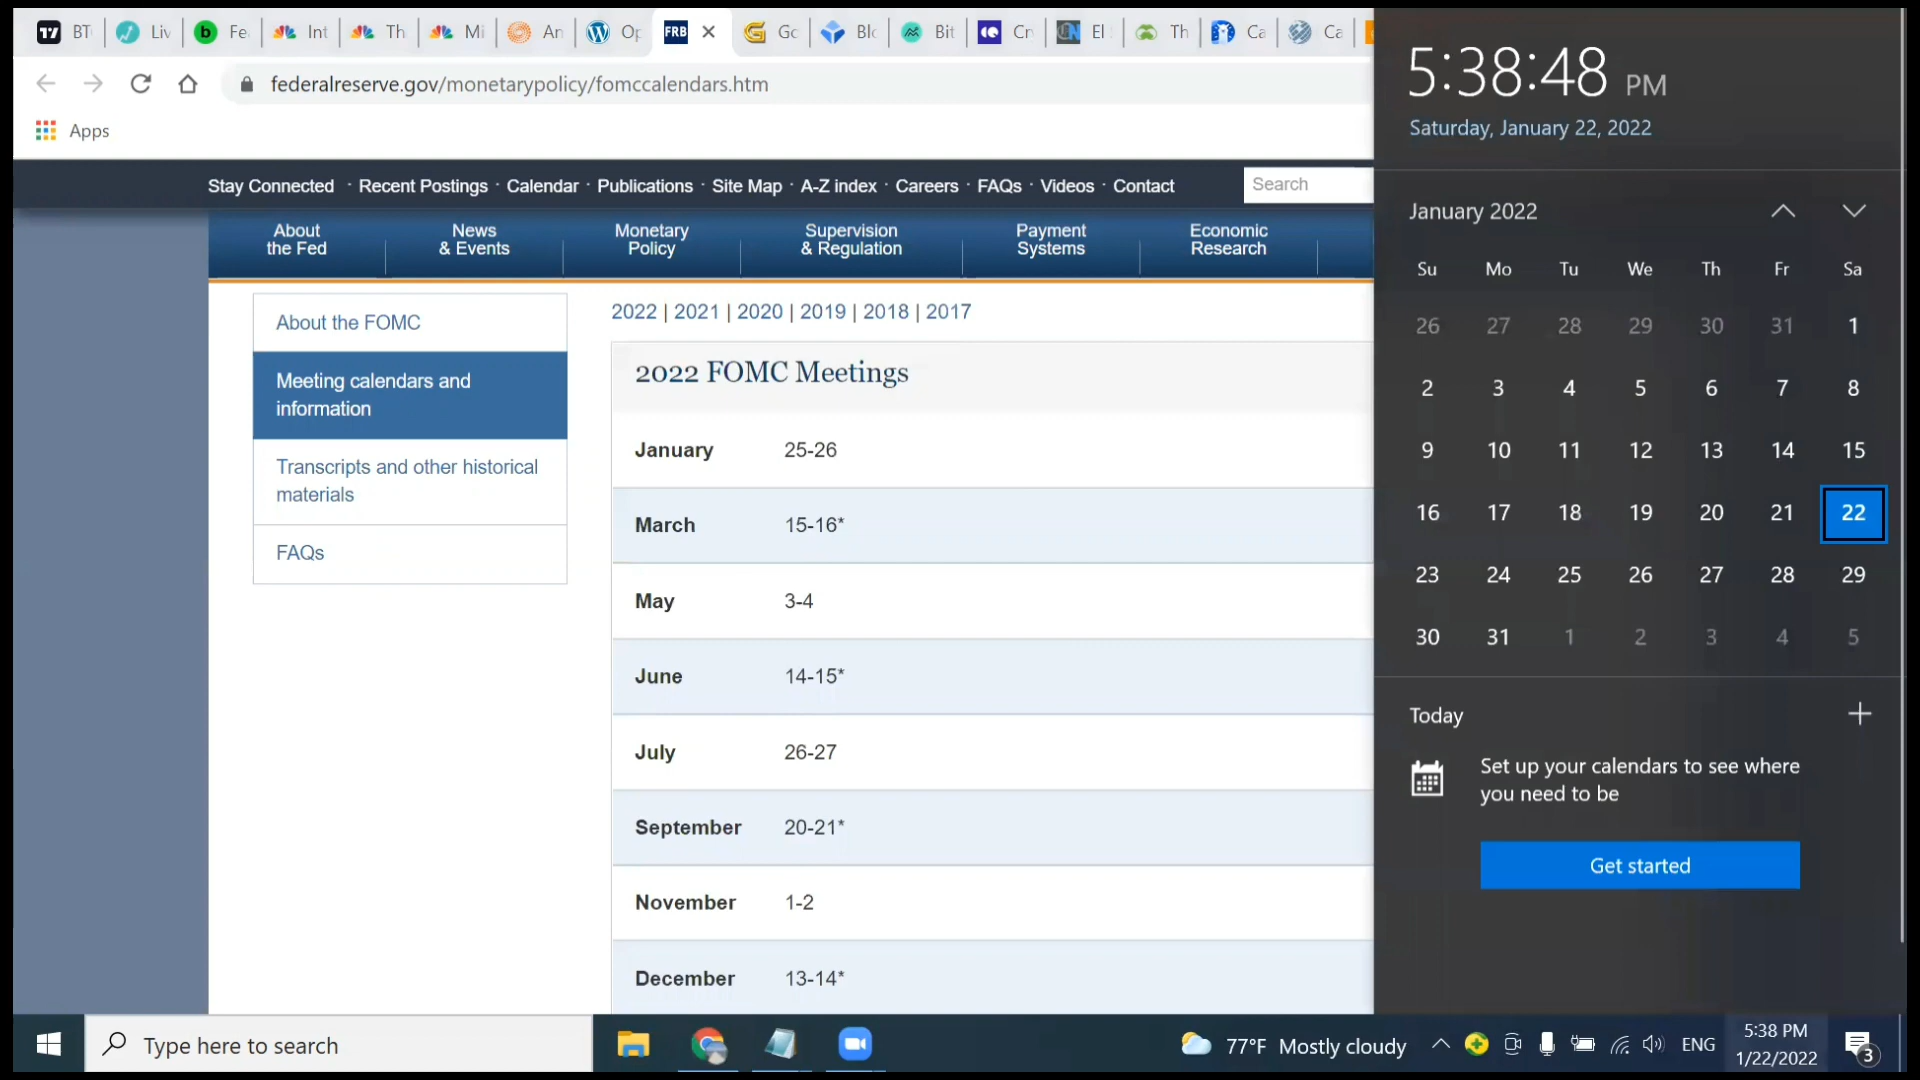 BT
Liv
b
Fe
Int
Th
Mi
An
Op
FRB
Gc
Blc
Bit
Cr
El
Th
Ca
Ca
federalreserve.gov/monetarypolicy/fomccalendars.htm
Apps
Stay Connected · Recent Postings · Calendar · Publications · Site Map · A-Z index · Careers · FAQs · Videos · Contact
Search
About
the Fed
News
& Events
Monetary
Policy
Supervision
& Regulation
Payment
Systems
Economic
Research
About the FOMC
Meeting calendars and
information
Transcripts and other historical
materials
FAQs
2022 | 2021 | 2020 | 2019 | 2018 | 2017
2022 FOMC Meetings
January 25-26
March 15-16*
May 3-4
June 14-15*
July 26-27
September 20-21*
November 1-2
December 13-14*
5:38:48 PM
Saturday, January 22, 2022
January 2022
Su Mo Tu We Th Fr Sa
26 27 28 29 30 31 1
2 3 4 5 6 7 8
9 10 11 12 13 14 15
16 17 18 19 20 21 22
23 24 25 26 27 28 29
30 31 1 2 3 4 5
Today
Set up your calendars to see where
you need to be
Get started
Type here to search
77°F Mostly cloudy
ENG
5:38 PM
1/22/2022
3